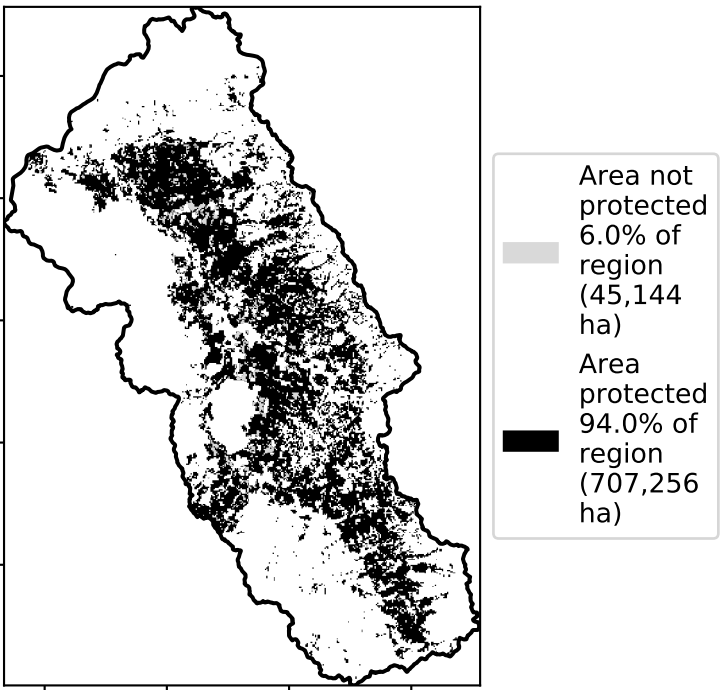 Area not
protected
6.0% of
region
(45,144
ha)
Area
protected
94.0% of
region
(707,256
ha)